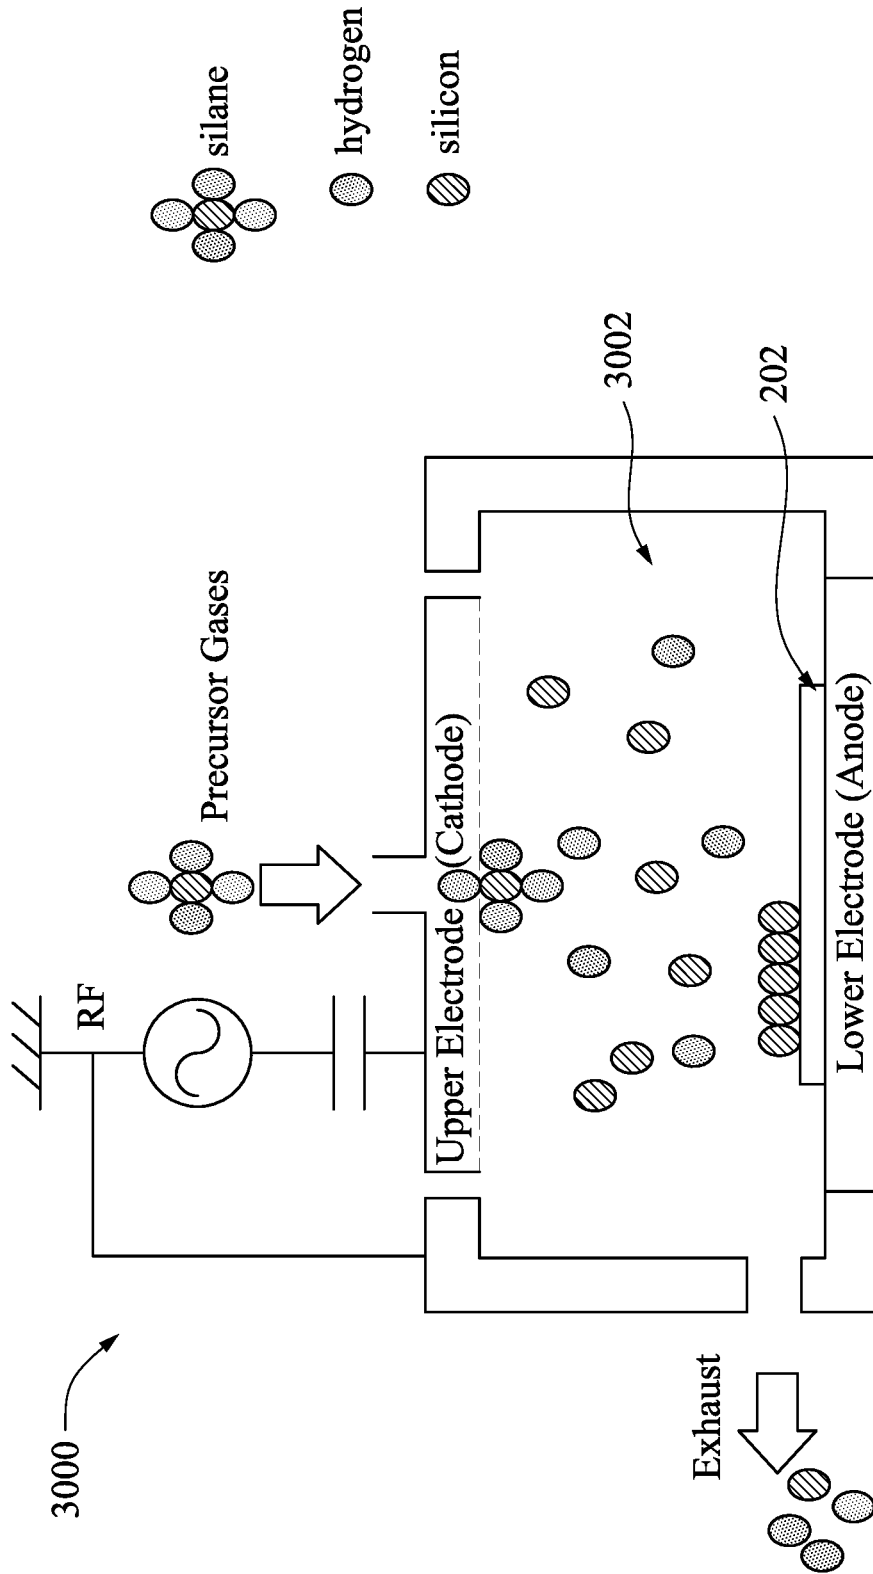 3000
RF
Precursor Gases
silane
hydrogen
silicon
Upper Electrode (Cathode)
3002
202
Exhaust
Lower Electrode (Anode)